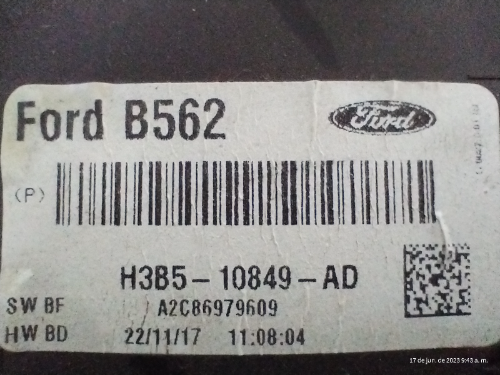 Ford B562
Ford
(P)
H3B5-10849-AD
SW BF A2C86979609
HW BD 22/11/17 11:08:04
17 de jun. de 2025 9:43 a.m.